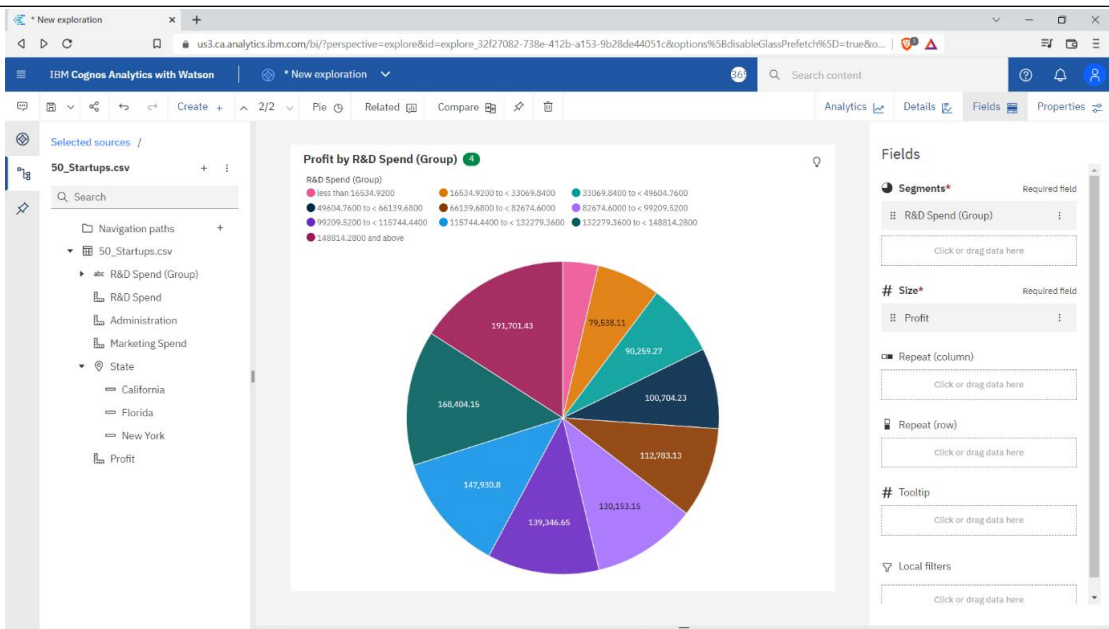 * New exploration
us3.ca.analytics.ibm.com/bi/?perspective=explore&id=explore_32f27082-738e-412b-a153-9b28de44051c&options%5BdisableGlassPrefetch%5D=true&o...
IBM Cognos Analytics with Watson
* New exploration
Search content
Create +
2/2
Pie
Related
Compare
Analytics
Details
Fields
Properties
Selected sources /
50_Startups.csv
Search
Navigation paths
50_Startups.csv
abc R&D Spend (Group)
R&D Spend
Administration
Marketing Spend
State
California
Florida
New York
Profit
Profit by R&D Spend (Group) 4
R&D Spend (Group)
less than 16534.9200 16534.9200 to < 33069.8400 33069.8400 to < 49604.7600
49604.7600 to < 66139.6800 66139.6800 to < 82674.6000 82674.6000 to < 99209.5200
99209.5200 to < 115744.4400 115744.4400 to < 132279.3600 132279.3600 to < 148814.2800
148814.2800 and above
191,701.43
79,538.11
90,259.27
100,704.23
168,404.15
112,783.13
147,930.8
130,153.15
139,346.65
Fields
Segments* Required field
R&D Spend (Group)
Click or drag data here
# Size* Required field
Profit
Repeat (column)
Click or drag data here
Repeat (row)
Click or drag data here
# Tooltip
Click or drag data here
Local filters
Click or drag data here